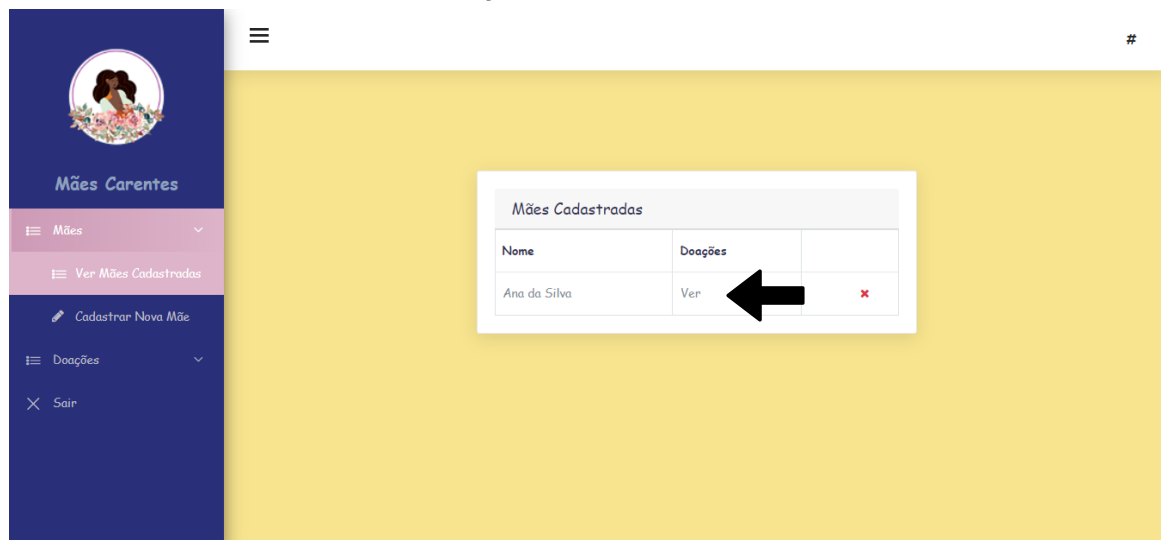 #
Mães Carentes
Mães
Ver Mães Cadastradas
Cadastrar Nova Mãe
Doações
Sair
Mães Cadastradas
Nome Doações
Ana da Silva Ver